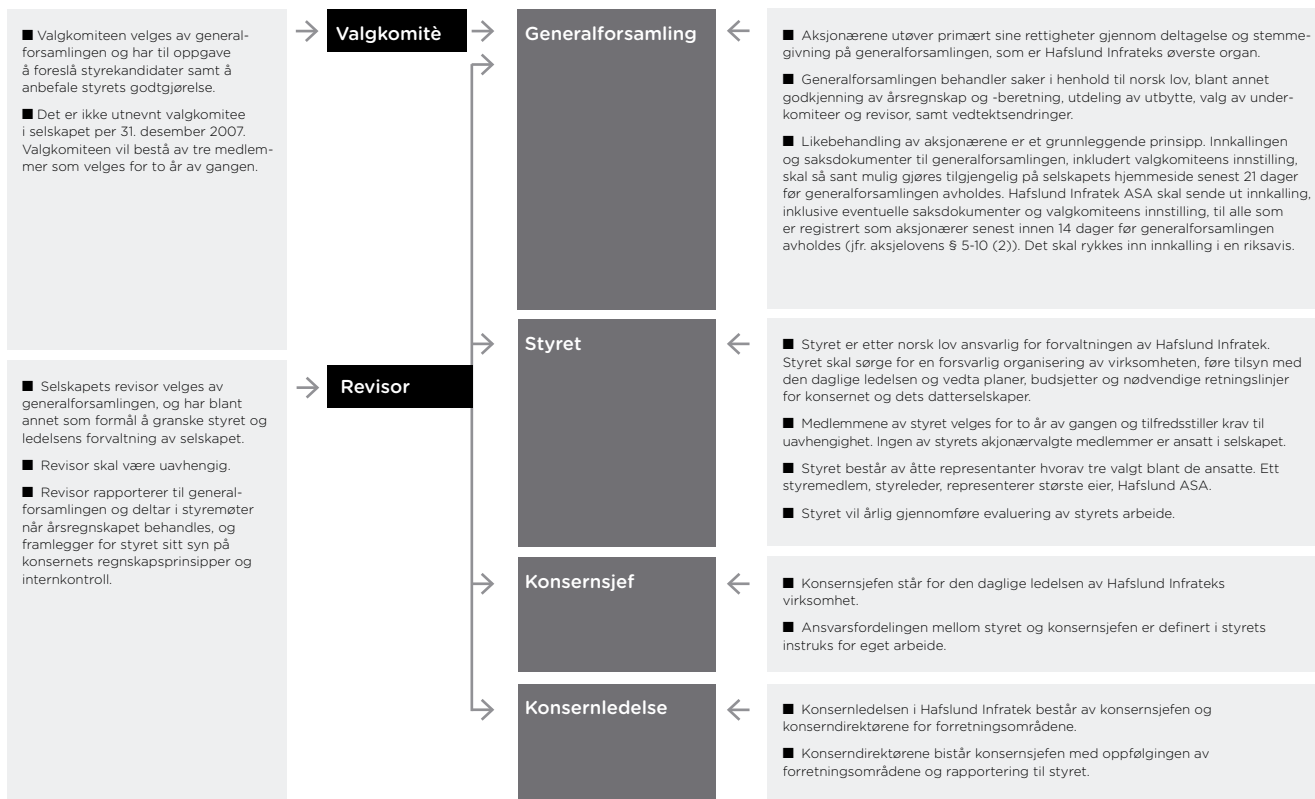 ■ Valgkomiteen velges av general-
forsamlingen og har til oppgave
å foreslå styrekandidater samt å
anbefale styrets godtgjørelse.
■ Det er ikke utnevnt valgkomitee
i selskapet per 31. desember 2007.
Valgkomiteen vil bestå av tre medlem-
mer som velges for to år av gangen.
Valgkomitè
Generalforsamling
■ Aksjonærene utøver primært sine rettigheter gjennom deltagelse og stemme-
givning på generalforsamlingen, som er Hafslund Infrateks øverste organ.
■ Generalforsamlingen behandler saker i henhold til norsk lov, blant annet
godkjenning av årsregnskap og -beretning, utdeling av utbytte, valg av under-
komiteer og revisor, samt vedtektsendringer.
■ Likebehandling av aksjonærene er et grunnleggende prinsipp. Innkallingen
og saksdokumenter til generalforsamlingen, inkludert valgkomiteens innstilling,
skal så sant mulig gjøres tilgjengelig på selskapets hjemmeside senest 21 dager
før generalforsamlingen avholdes. Hafslund Infratek ASA skal sende ut innkalling,
inklusive eventuelle saksdokumenter og valgkomiteens innstilling, til alle som
er registrert som aksjonærer senest innen 14 dager før generalforsamlingen
avholdes (jfr. aksjelovens § 5-10 (2)). Det skal rykkes inn innkalling i en riksavis.
■ Selskapets revisor velges av
generalforsamlingen, og har blant
annet som formål å granske styret og
ledelsens forvaltning av selskapet.
■ Revisor skal være uavhengig.
■ Revisor rapporterer til general-
forsamlingen og deltar i styremøter
når årsregnskapet behandles, og
framlegger for styret sitt syn på
konsernets regnskapsprinsipper og
internkontroll.
Revisor
Styret
■ Styret er etter norsk lov ansvarlig for forvaltningen av Hafslund Infratek.
Styret skal sørge for en forsvarlig organisering av virksomheten, føre tilsyn med
den daglige ledelsen og vedta planer, budsjetter og nødvendige retningslinjer
for konsernet og dets datterselskaper.
■ Medlemmene av styret velges for to år av gangen og tilfredsstiller krav til
uavhengighet. Ingen av styrets akjonærvalgte medlemmer er ansatt i selskapet.
■ Styret består av åtte representanter hvorav tre valgt blant de ansatte. Ett
styremedlem, styreleder, representerer største eier, Hafslund ASA.
■ Styret vil årlig gjennomføre evaluering av styrets arbeide.
Konsernsjef
■ Konsernsjefen står for den daglige ledelsen av Hafslund Infrateks
virksomhet.
■ Ansvarsfordelingen mellom styret og konsernsjefen er definert i styrets
instruks for eget arbeide.
Konsernledelse
■ Konsernledelsen i Hafslund Infratek består av konsernsjefen og
konserndirektørene for forretningsområdene.
■ Konserndirektørene bistår konsernsjefen med oppfølgingen av
forretningsområdene og rapportering til styret.